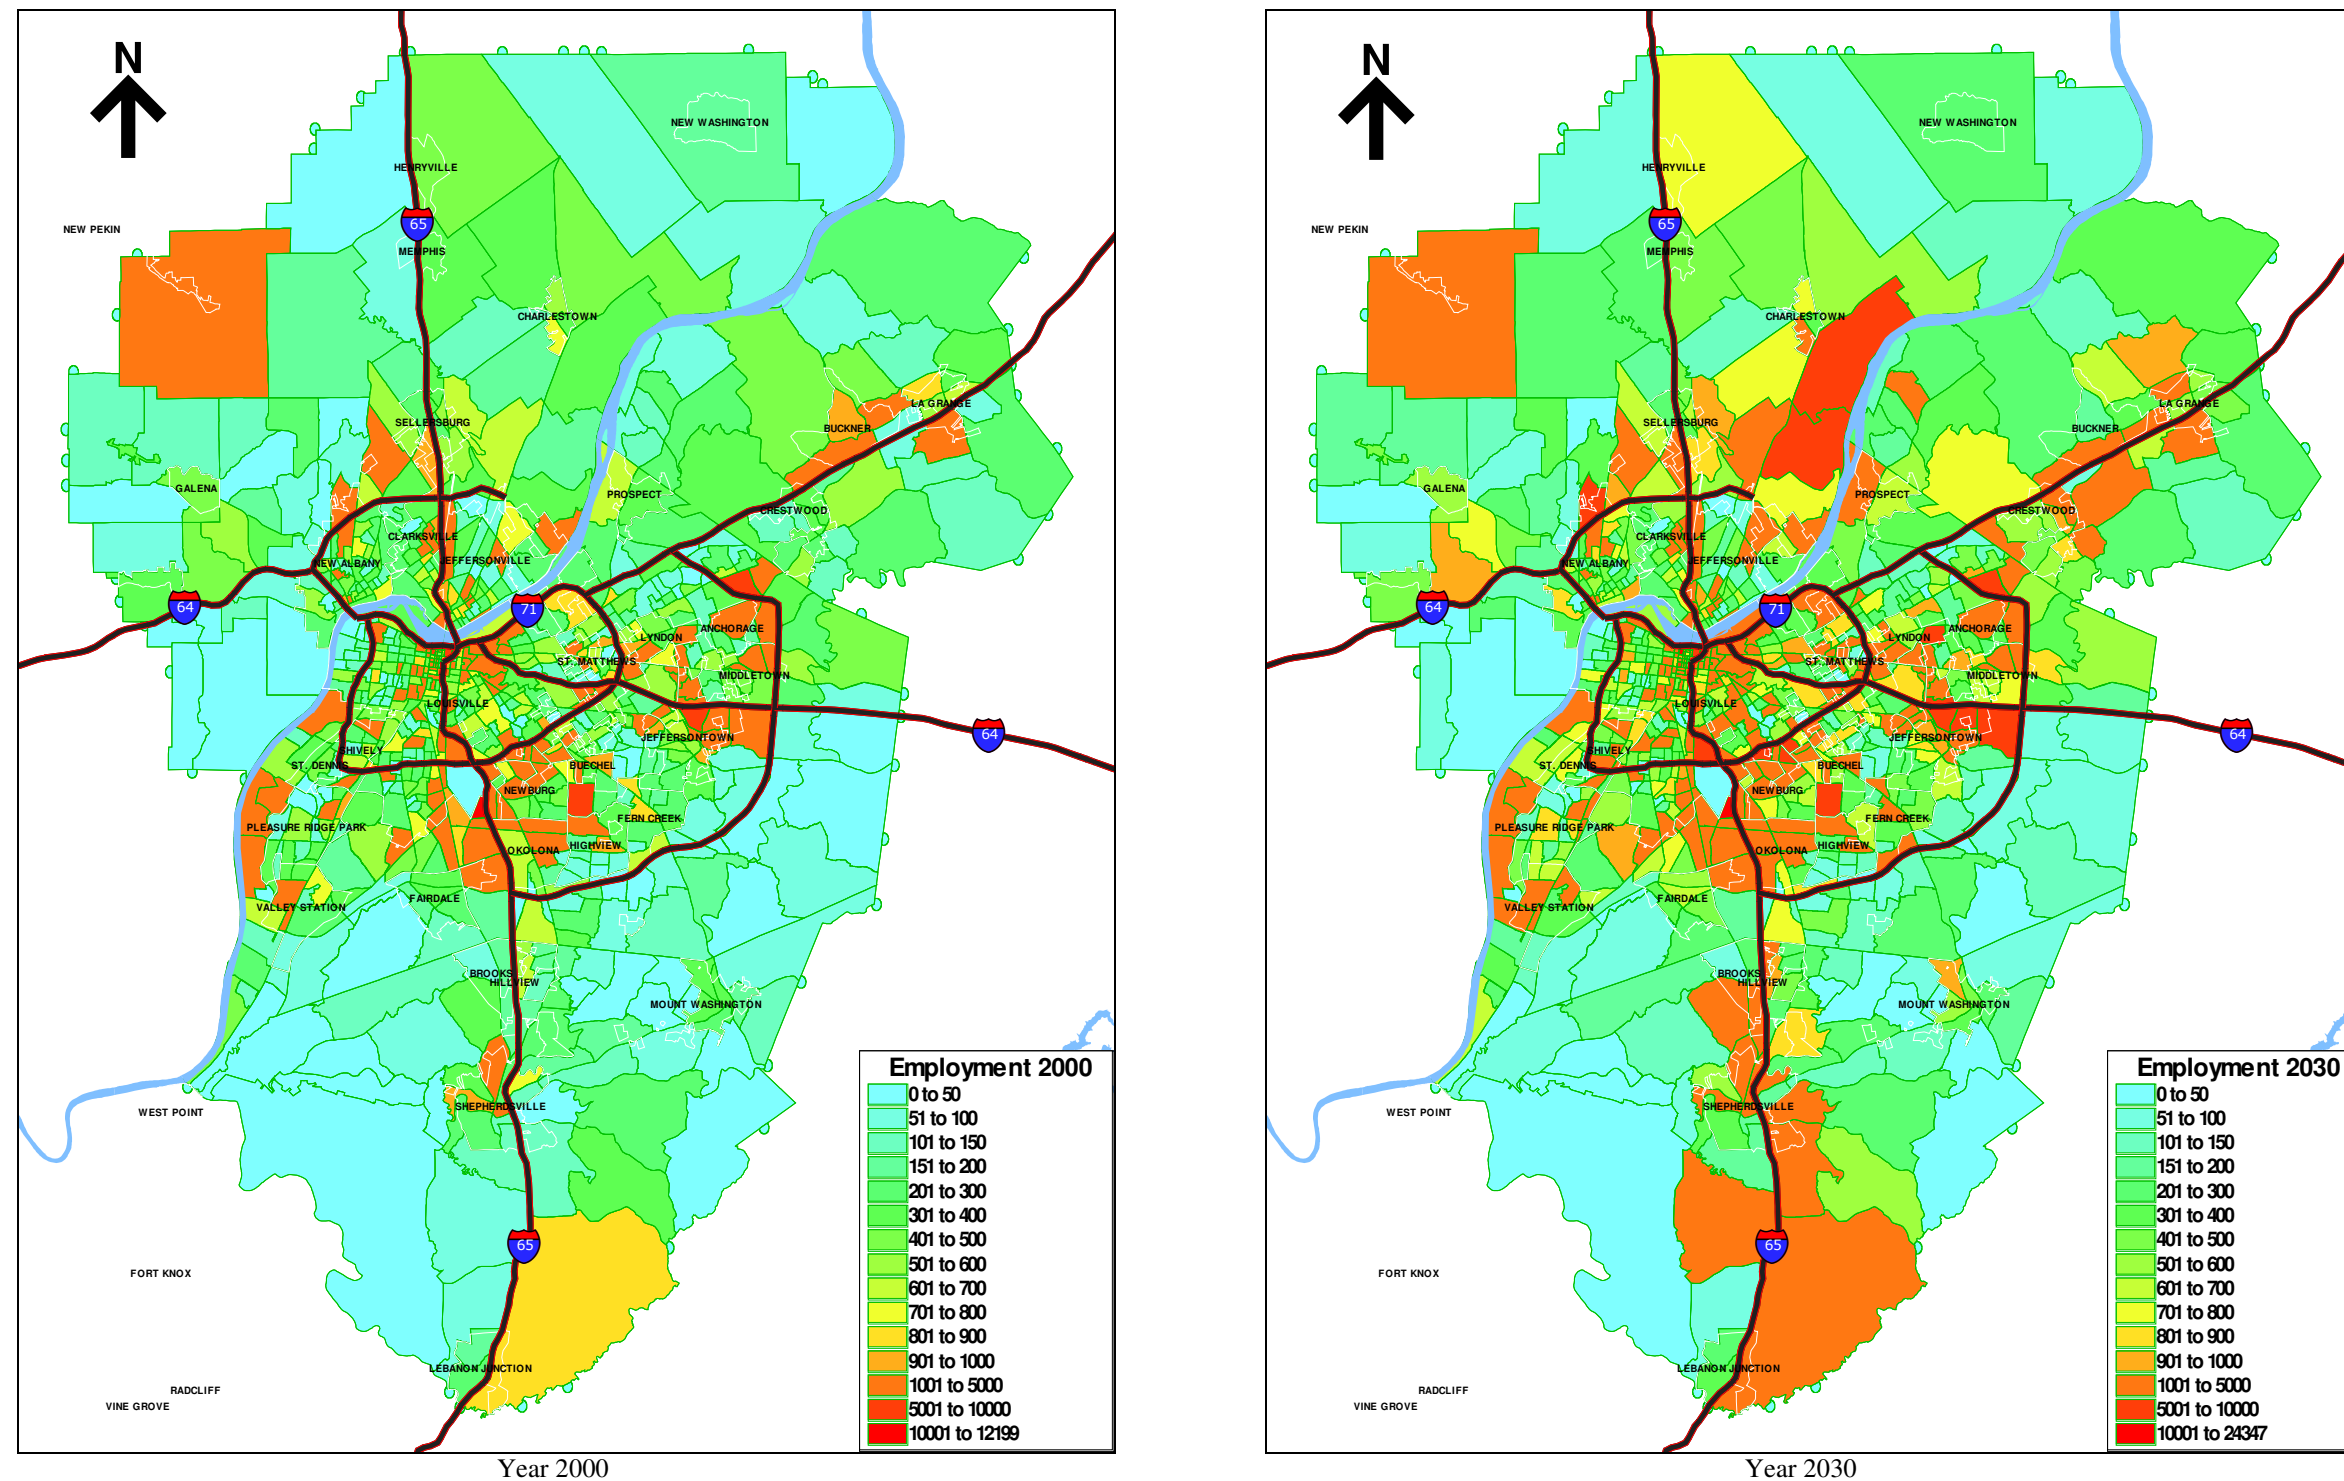 N
NEW WASHINGTON
HENRYVILLE
NEW PEKIN
65
MEMPHIS
CHARLESTOWN
LA GRANGE
SELLERSBURG
BUCKNER
GALENA
PROSPECT
CRESTWOOD
CLARKSVILLE
NEW ALBANY
JEFFERSONVILLE
64
71
ANCHORAGE
LYNDON
ST. MATTHEWS
MIDDLETOWN
LOUISVILLE
64
JEFFERSONTOWN
SHIVELY
ST. DENNIS
BUECHEL
NEWBURG
FERN CREEK
PLEASURE RIDGE PARK
HIGHVIEW
OKOLONA
FAIRDALE
VALLEY STATION
BROOKS
HILLVIEW
MOUNT WASHINGTON
SHEPHERDSVILLE
WEST POINT
65
FORT KNOX
LEBANON JUNCTION
RADCLIFF
VINE GROVE
Employment 2000
0 to 50
51 to 100
101 to 150
151 to 200
201 to 300
301 to 400
401 to 500
501 to 600
601 to 700
701 to 800
801 to 900
901 to 1000
1001 to 5000
5001 to 10000
10001 to 12199
Year 2000
N
NEW WASHINGTON
HENRYVILLE
NEW PEKIN
65
MEMPHIS
CHARLESTOWN
LA GRANGE
SELLERSBURG
BUCKNER
GALENA
PROSPECT
CRESTWOOD
CLARKSVILLE
NEW ALBANY
JEFFERSONVILLE
64
71
ANCHORAGE
LYNDON
ST. MATTHEWS
MIDDLETOWN
LOUISVILLE
64
JEFFERSONTOWN
SHIVELY
ST. DENNIS
BUECHEL
NEWBURG
FERN CREEK
PLEASURE RIDGE PARK
HIGHVIEW
OKOLONA
FAIRDALE
VALLEY STATION
BROOKS
HILLVIEW
MOUNT WASHINGTON
SHEPHERDSVILLE
WEST POINT
65
FORT KNOX
LEBANON JUNCTION
RADCLIFF
VINE GROVE
Employment 2030
0 to 50
51 to 100
101 to 150
151 to 200
201 to 300
301 to 400
401 to 500
501 to 600
601 to 700
701 to 800
801 to 900
901 to 1000
1001 to 5000
5001 to 10000
10001 to 24347
Year 2030